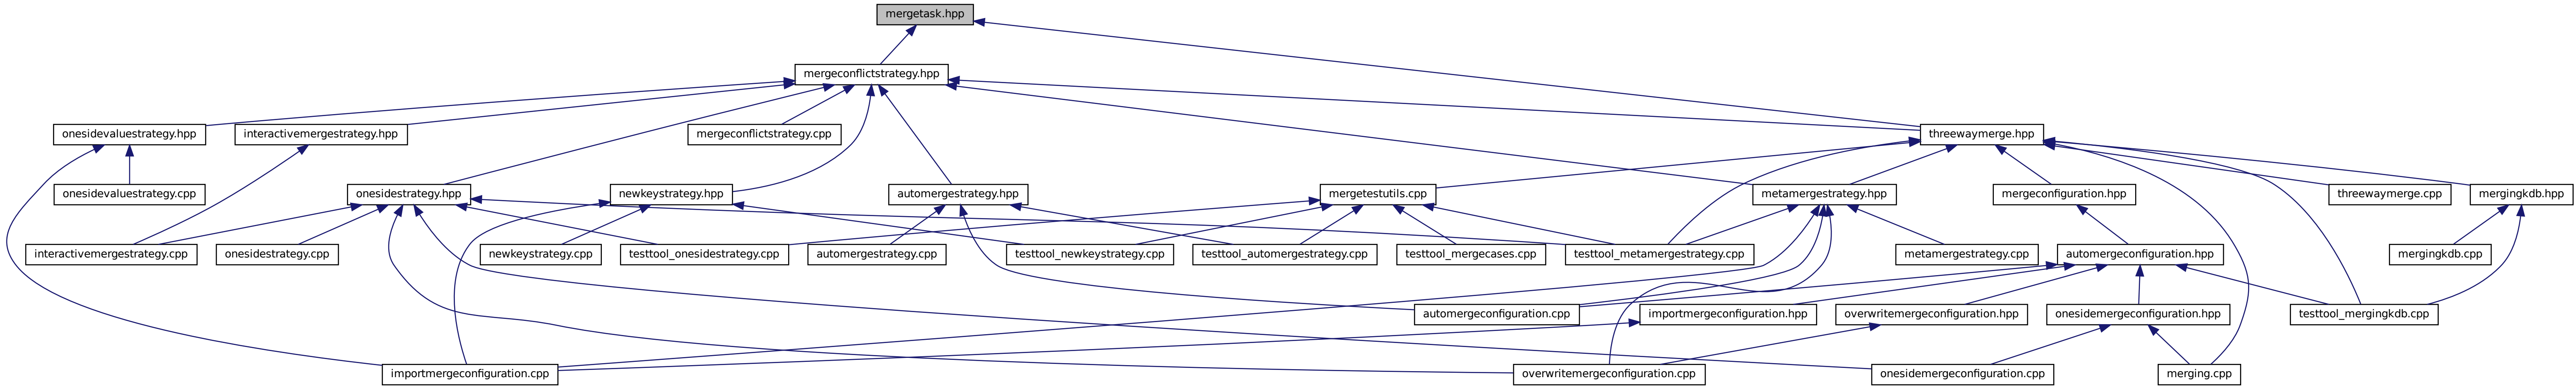 mergetask.hpp
mergeconflictstrategy.hpp
onesidevaluestrategy.hpp
interactivemergestrategy.hpp
mergeconflictstrategy.cpp
threewaymerge.hpp
onesidevaluestrategy.cpp
onesidestrategy.hpp
newkeystrategy.hpp
automergestrategy.hpp
mergetestutils.cpp
metamergestrategy.hpp
mergeconfiguration.hpp
threewaymerge.cpp
mergingkdb.hpp
interactivemergestrategy.cpp
onesidestrategy.cpp
newkeystrategy.cpp
testtool_onesidestrategy.cpp
automergestrategy.cpp
testtool_newkeystrategy.cpp
testtool_automergestrategy.cpp
testtool_mergecases.cpp
testtool_metamergestrategy.cpp
metamergestrategy.cpp
automergeconfiguration.hpp
mergingkdb.cpp
automergeconfiguration.cpp
importmergeconfiguration.hpp
overwritemergeconfiguration.hpp
onesidemergeconfiguration.hpp
testtool_mergingkdb.cpp
importmergeconfiguration.cpp
overwritemergeconfiguration.cpp
onesidemergeconfiguration.cpp
merging.cpp